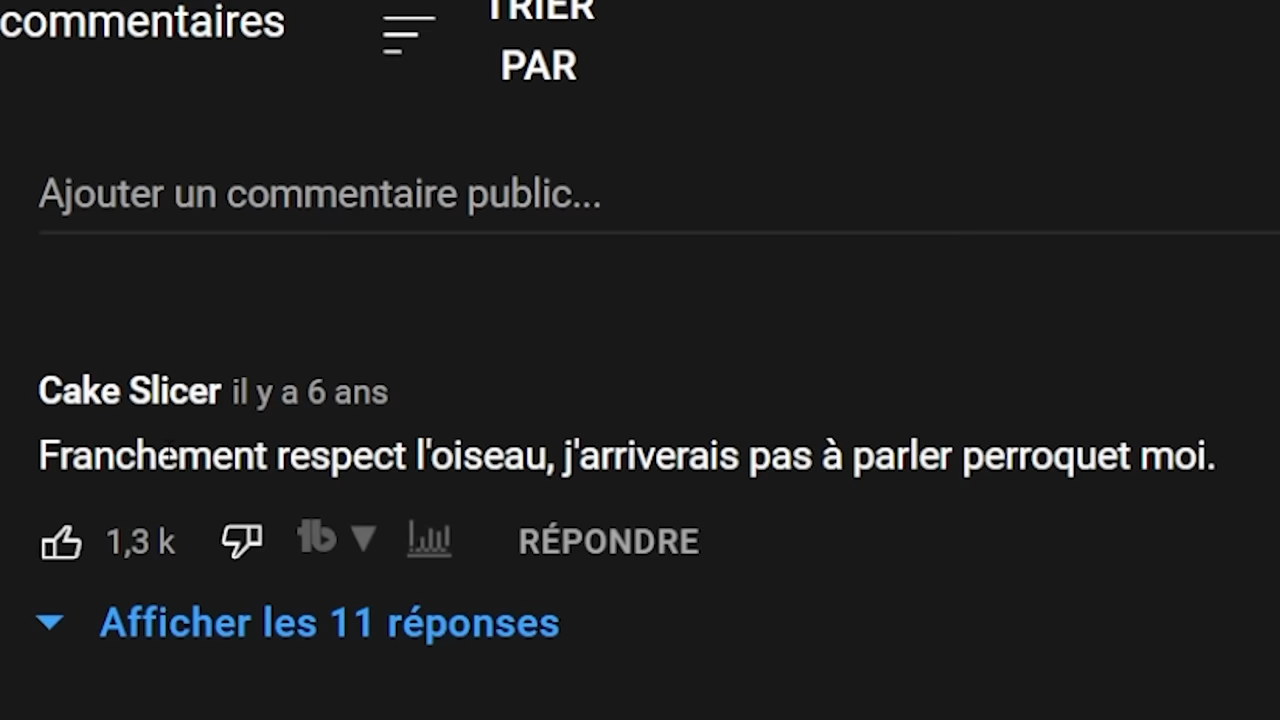 commentaires
TRIER
PAR
Ajouter un commentaire public...
Cake Slicer il y a 6 ans
Franchement respect l'oiseau, j'arriverais pas à parler perroquet moi.
1,3 k tb RÉPONDRE
Afficher les 11 réponses